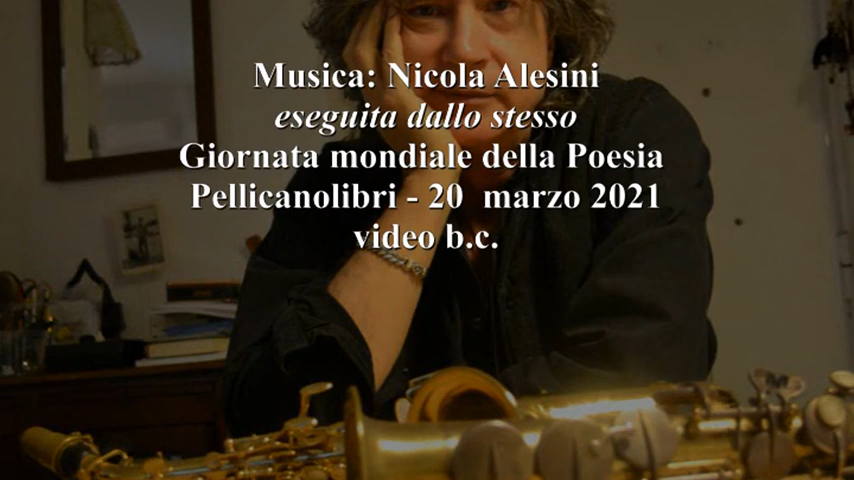 Musica: Nicola Alesini
eseguita dallo stesso
Giornata mondiale della Poesia
Pellicanolibri - 20 marzo 2021
video b.c.